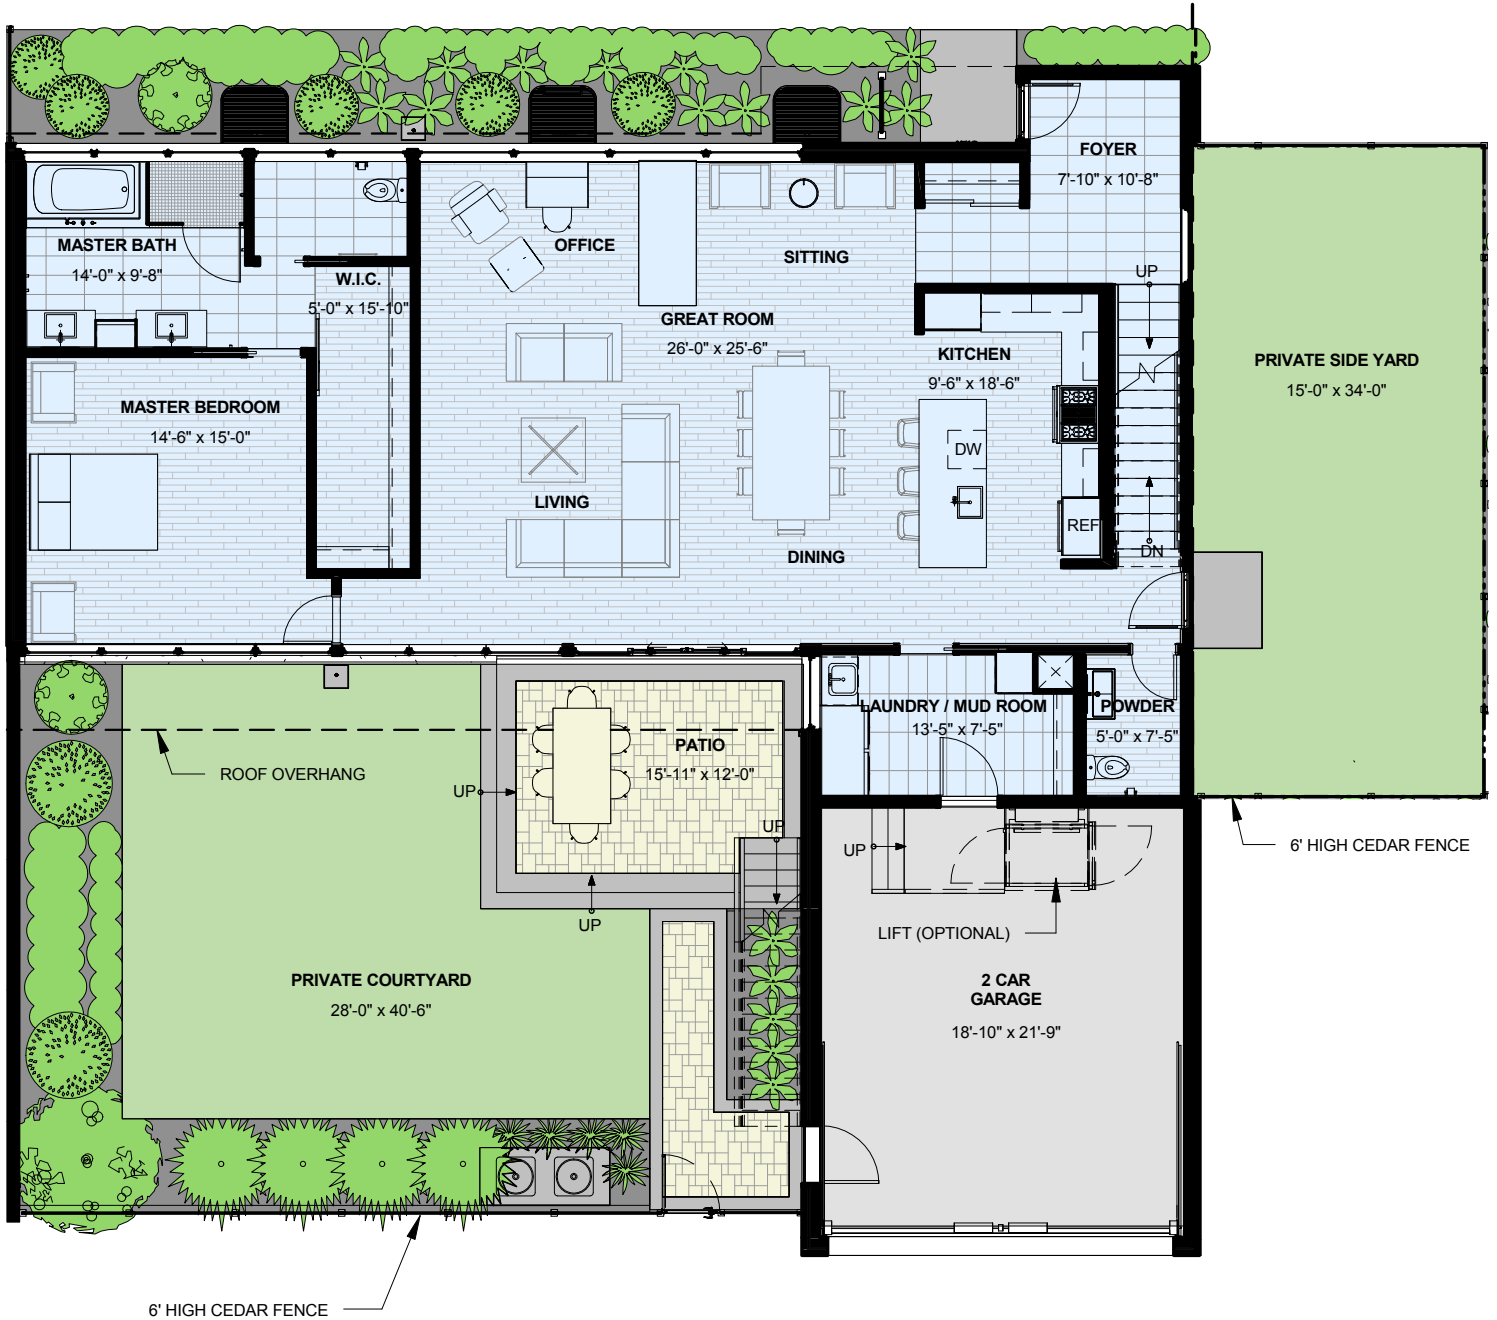 FOYER
7'-10" x 10'-8"
MASTER BATH
14'-0" x 9'-8"
W.I.C.
5'-0" x 15'-10"
OFFICE
SITTING
UP
GREAT ROOM
26'-0" x 25'-6"
KITCHEN
9'-6" x 18'-6"
PRIVATE SIDE YARD
15'-0" x 34'-0"
MASTER BEDROOM
14'-6" x 15'-0"
DW
LIVING
REF
DINING
DN
LAUNDRY / MUD ROOM
13'-5" x 7'-5"
POWDER
5'-0" x 7'-5"
PATIO
15'-11" x 12'-0"
ROOF OVERHANG
UP
UP
UP
UP
6' HIGH CEDAR FENCE
LIFT (OPTIONAL)
PRIVATE COURTYARD
28'-0" x 40'-6"
2 CAR
GARAGE
18'-10" x 21'-9"
6' HIGH CEDAR FENCE